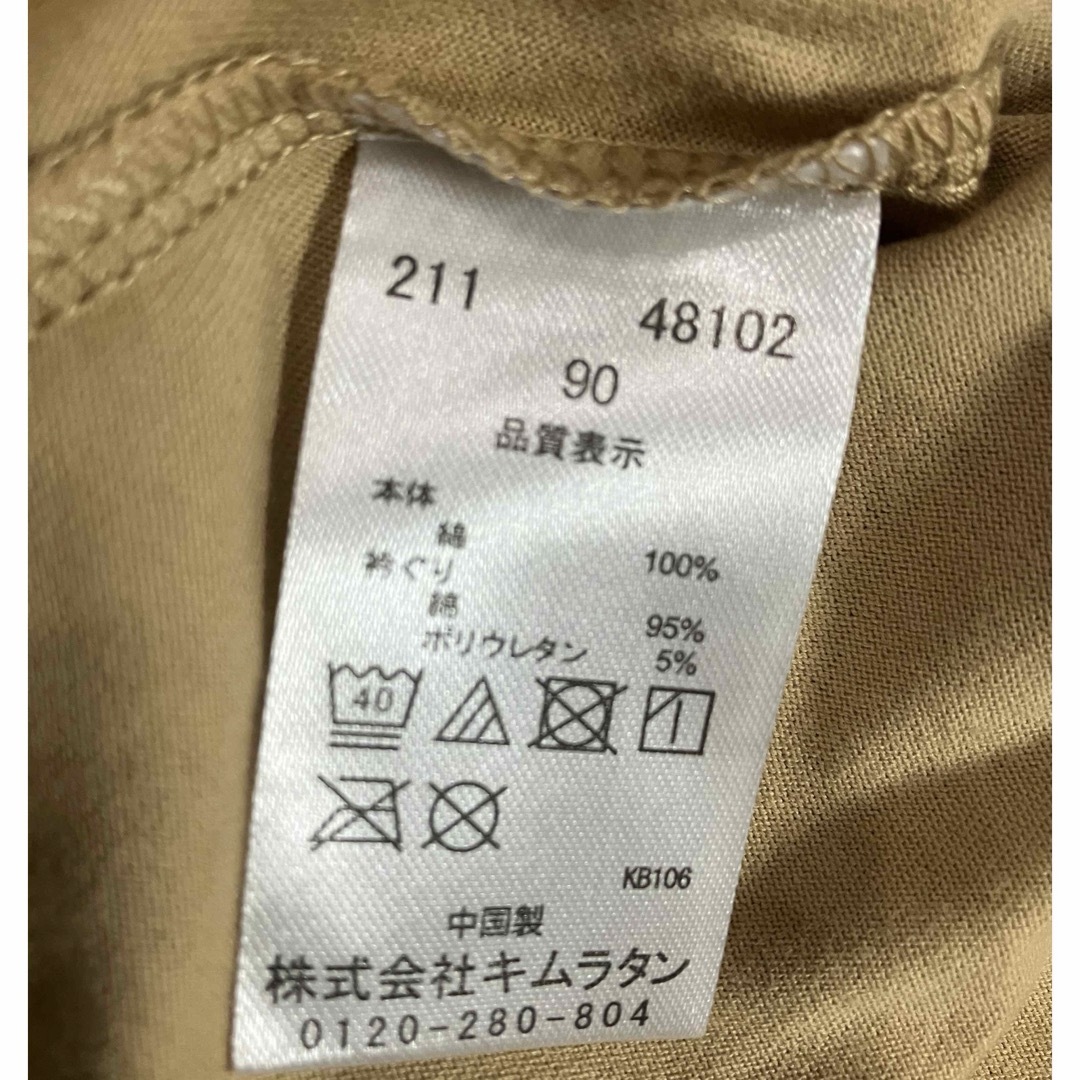 211 48102
90
品質表示
本体
綿 100%
衿ぐり
綿 95%
ポリウレタン 5%
40
KB106
中国製
株式会社キムラタン
0120-280-804